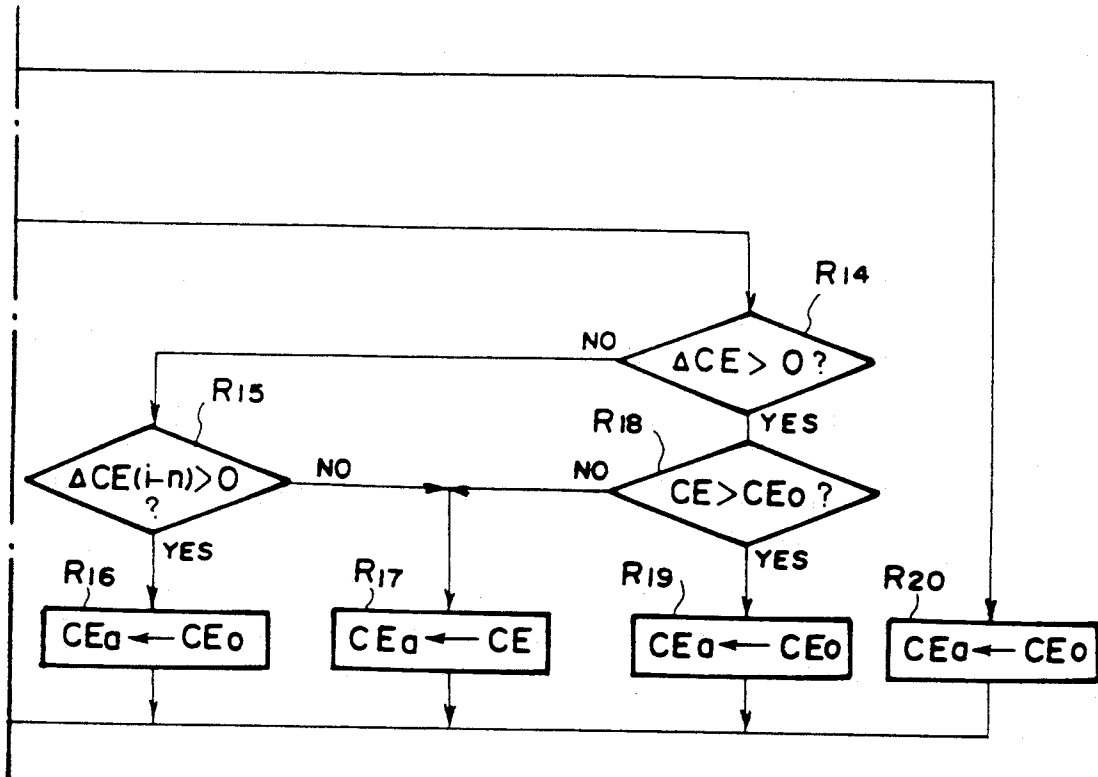 R14
NO
ΔCE > 0 ?
YES
R15
R18
ΔCE(i-n)>0
?
NO
NO
CE>CEo ?
YES
YES
R16
R17
R19
R20
CEa ← CEo
CEa ← CE
CEa ← CEo
CEa ← CEo